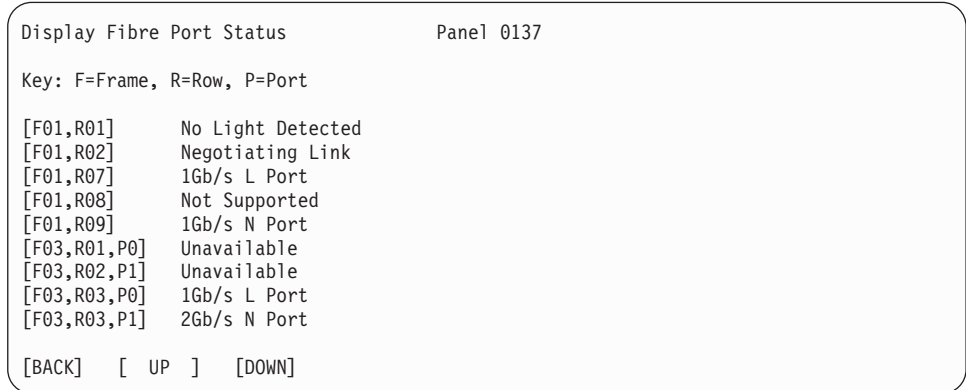 Display Fibre Port Status Panel 0137
Key: F=Frame, R=Row, P=Port
[F01,R01] No Light Detected
[F01,R02] Negotiating Link
[F01,R07] 1Gb/s L Port
[F01,R08] Not Supported
[F01,R09] 1Gb/s N Port
[F03,R01,P0] Unavailable
[F03,R02,P1] Unavailable
[F03,R03,P0] 1Gb/s L Port
[F03,R03,P1] 2Gb/s N Port
[BACK] [ UP ] [DOWN]